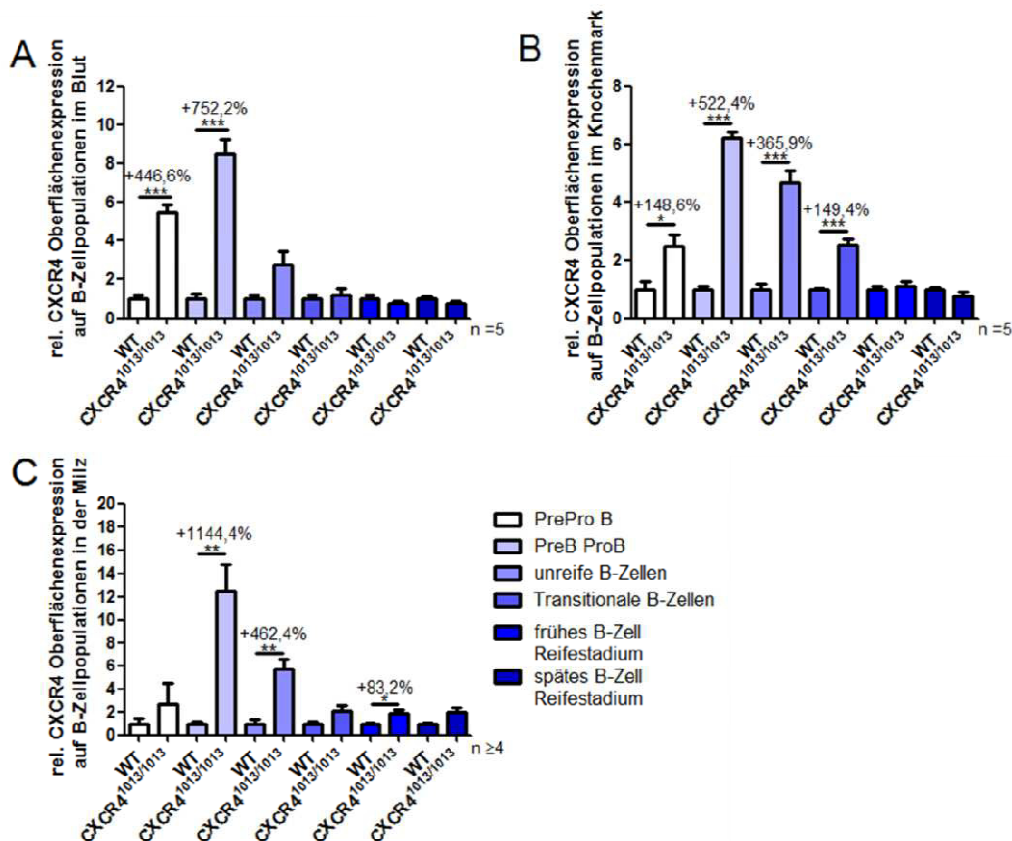 A
rel. CXCR4 Oberflächenexpression
auf B-Zellpopulationen im Blut
12
10
8
6
4
2
0
+446,6%
***
+752,2%
***
WT
CXCR4 1013/1013
WT
CXCR4 1013/1013
WT
CXCR4 1013/1013
WT
CXCR4 1013/1013
WT
CXCR4 1013/1013
WT
CXCR4 1013/1013
n =5
B
rel. CXCR4 Oberflächenexpression
auf B-Zellpopulationen im Knochenmark
8
6
4
2
0
+148,6%
*
+522,4%
***
+365,9%
***
+149,4%
***
WT
CXCR4 1013/1013
WT
CXCR4 1013/1013
WT
CXCR4 1013/1013
WT
CXCR4 1013/1013
WT
CXCR4 1013/1013
WT
CXCR4 1013/1013
n =5
C
rel. CXCR4 Oberflächenexpression
auf B-Zellpopulationen in der Milz
20
18
16
14
12
10
8
6
4
2
0
+1144,4%
**
+462,4%
**
+83,2%
*
WT
CXCR4 1013/1013
WT
CXCR4 1013/1013
WT
CXCR4 1013/1013
WT
CXCR4 1013/1013
WT
CXCR4 1013/1013
WT
CXCR4 1013/1013
n ≥4
PrePro B
PreB ProB
unreife B-Zellen
Transitionale B-Zellen
frühes B-Zell
Reifestadium
spätes B-Zell
Reifestadium